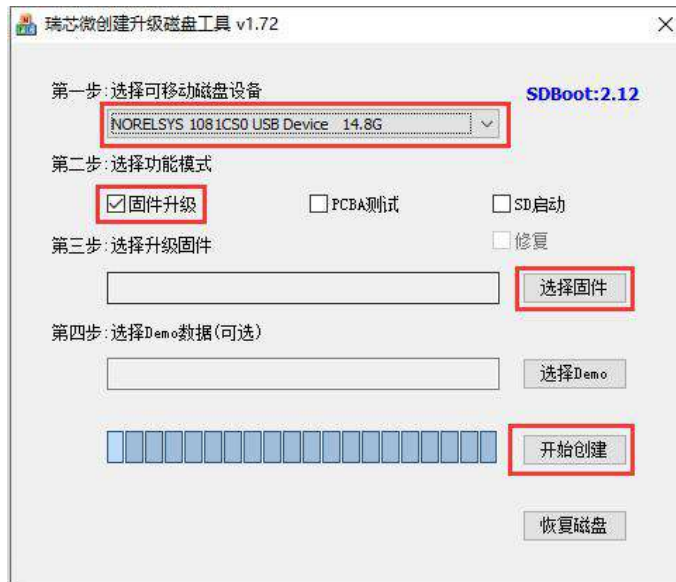 瑞芯微创建升级磁盘工具 v1.72
第一步:选择可移动磁盘设备
SDBoot:2.12
NORELSYS 1081CS0 USB Device 14.8G
第二步:选择功能模式
固件升级 PCBA测试 SD启动
修复
第三步:选择升级固件
选择固件
第四步:选择Demo数据(可选)
选择Demo
开始创建
恢复磁盘